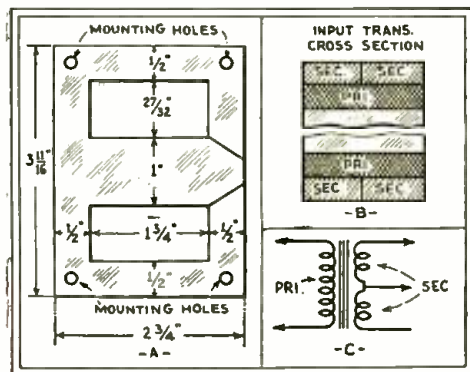 MOUNTING HOLES
1/2"
27/32"
3 11/16"
1"
1/2"
1 3/4"
1/2"
1/2"
MOUNTING HOLES
2 3/4"
-A-
INPUT TRANS.
CROSS SECTION
SEC. SEC
PRI.
PRI.
SEC SEC
-B-
PRI.
SEC
-C-